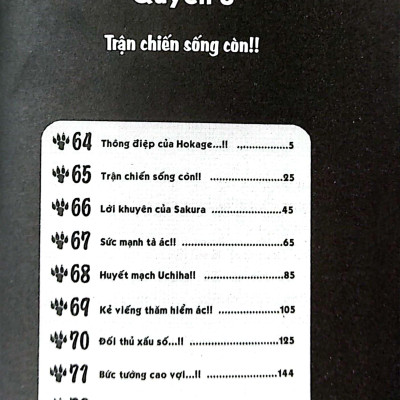 Trận chiến sống còn!!
64 Thông điệp của Hokage...!! .................5
65 Trận chiến sống còn!! ........................25
66 Lời khuyên của Sakura ......................45
67 Sức mạnh tà ác!! ...............................65
68 Huyết mạch Uchiha!! ........................85
69 Kẻ viếng thăm hiểm ác!! ..................105
70 Đối thủ xấu số...!! ............................125
71 Bức tường cao vợi...!! .....................144